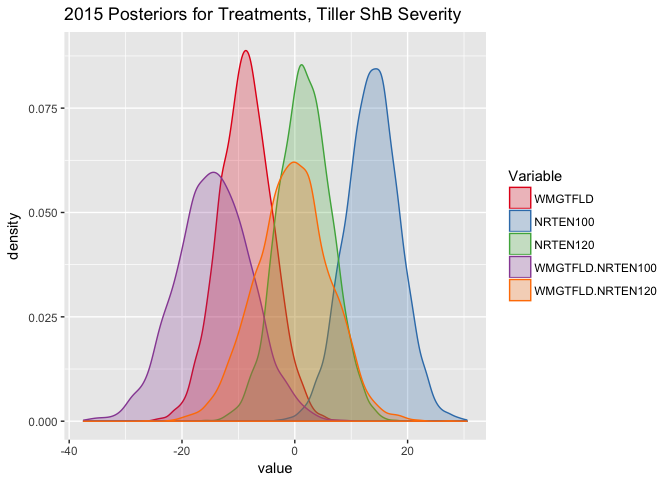 2015 Posteriors for Treatments, Tiller ShB Severity
density
0.075
0.050
0.025
0.000
-40
-20
0
20
value
Variable
WMGTFLD
NRTEN100
NRTEN120
WMGTFLD.NRTEN100
WMGTFLD.NRTEN120